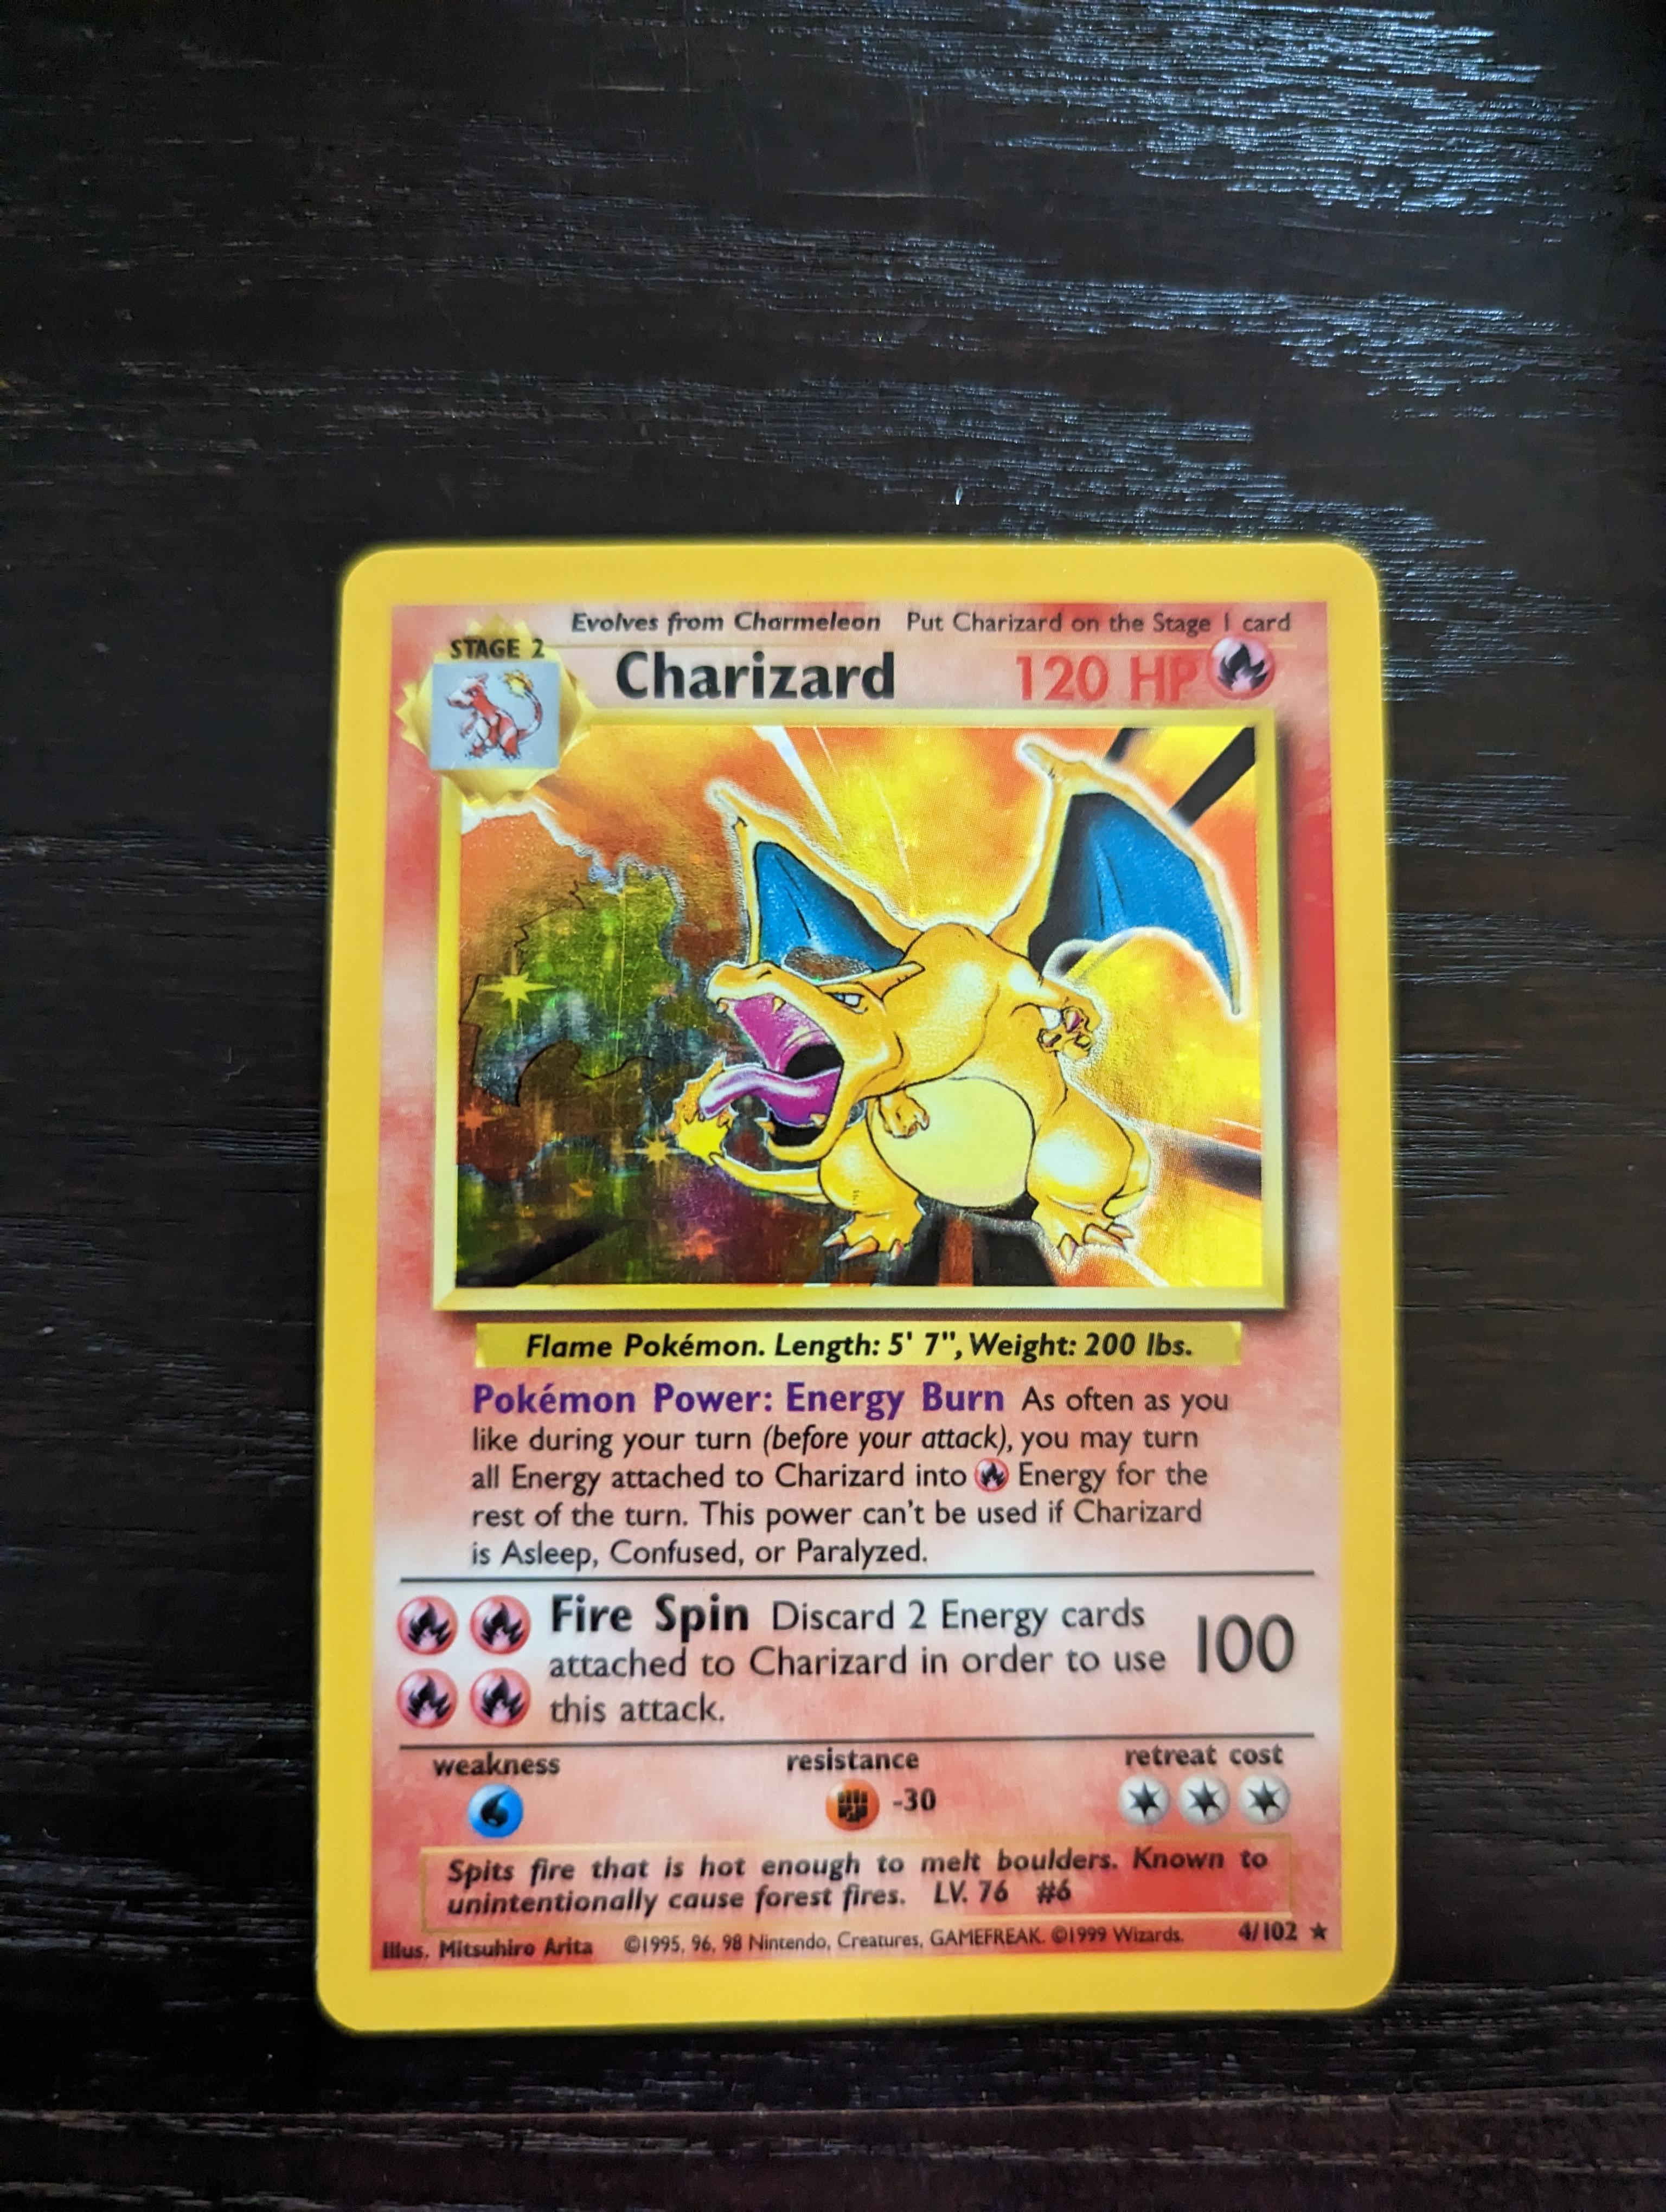 Evolves from Charmeleon Put Charizard on the Stage 1 card
STAGE 2
Charizard 120 HP
Flame Pokémon. Length: 5' 7", Weight: 200 lbs.
Pokémon Power: Energy Burn As often as you
like during your turn (before your attack), you may turn
all Energy attached to Charizard into Energy for the
rest of the turn. This power can't be used if Charizard
is Asleep, Confused, or Paralyzed.
Fire Spin Discard 2 Energy cards
attached to Charizard in order to use 100
this attack.
weakness resistance retreat cost
-30
Spits fire that is hot enough to melt boulders. Known to
unintentionally cause forest fires. LV. 76 #6
Illus. Mitsuhiro Arita ©1995, 96, 98 Nintendo, Creatures, GAMEFREAK. ©1999 Wizards. 4/102 ★